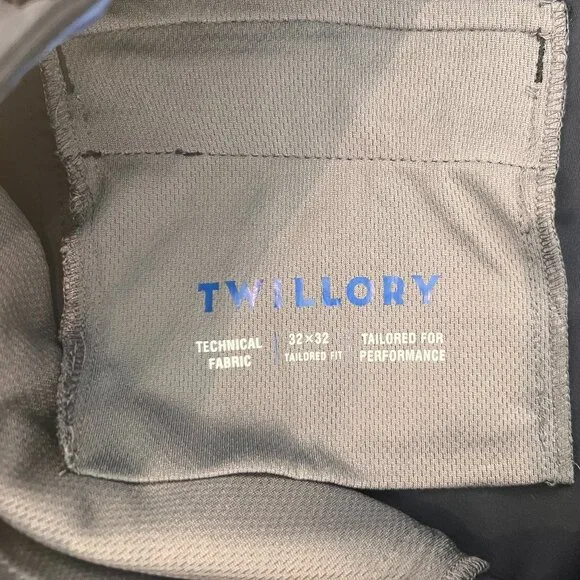 TWILLORY
TECHNICAL
FABRIC
32×32
TAILORED FIT
TAILORED FOR
PERFORMANCE